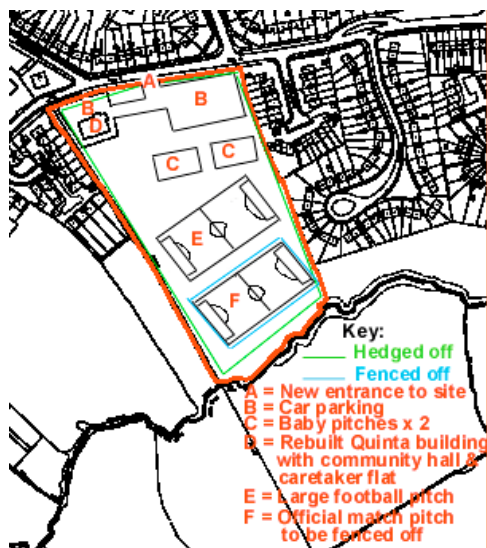 A
B
B
D
C
C
E
F
Key:
Hedged off
Fenced off
A = New entrance to site
B = Car parking
C = Baby pitches x 2
D = Rebuilt Quinta building
with community hall &
caretaker flat
E = Large football pitch
F = Official match pitch
to be fenced off